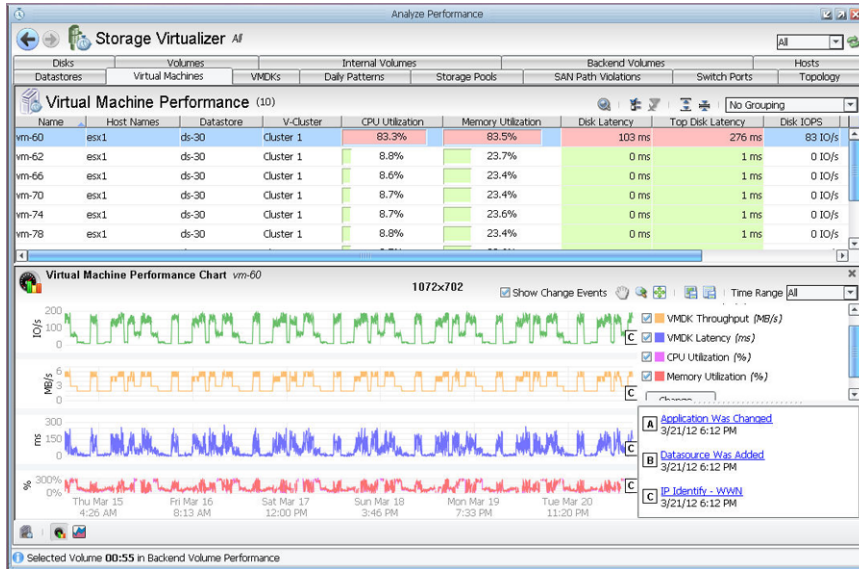 Analyze Performance
Storage Virtualizer All
All
Disks Volumes Internal Volumes Backend Volumes Hosts
Datastores Virtual Machines VMDKs Daily Patterns Storage Pools SAN Path Violations Switch Ports Topology
Virtual Machine Performance (10)
No Grouping
Name Host Names Datastore V-Cluster CPU Utilization Memory Utilization Disk Latency Top Disk Latency Disk IOPS
vm-60 esx1 ds-30 Cluster 1 83.3% 83.5% 103 ms 276 ms 83 IO/s
vm-62 esx1 ds-30 Cluster 1 8.8% 23.7% 0 ms 1 ms 0 IO/s
vm-66 esx1 ds-30 Cluster 1 8.6% 23.4% 0 ms 1 ms 0 IO/s
vm-70 esx1 ds-30 Cluster 1 8.7% 23.4% 0 ms 1 ms 0 IO/s
vm-74 esx1 ds-30 Cluster 1 8.7% 23.6% 0 ms 1 ms 0 IO/s
vm-78 esx1 ds-30 Cluster 1 8.8% 23.4% 0 ms 1 ms 0 IO/s
Virtual Machine Performance Chart vm-60
1072x702
Show Change Events Time Range All
IO/s 200 100 0 C
VMDK Throughput (MB/s)
VMDK Latency (ms)
CPU Utilization (%)
Memory Utilization (%)
Change...
MB/s 6 3 0 C
ms 300 150 0 C
% 300% 0% C
A Application Was Changed
3/21/12 6:12 PM
B Datasource Was Added
3/21/12 6:12 PM
C IP Identify - WWN
3/21/12 6:12 PM
Thu Mar 15 Fri Mar 16 Sat Mar 17 Sun Mar 18 Mon Mar 19 Tue Mar 20
4:26 AM 8:13 AM 12:00 PM 3:46 PM 7:33 PM 11:20 PM
Selected Volume 00:55 in Backend Volume Performance